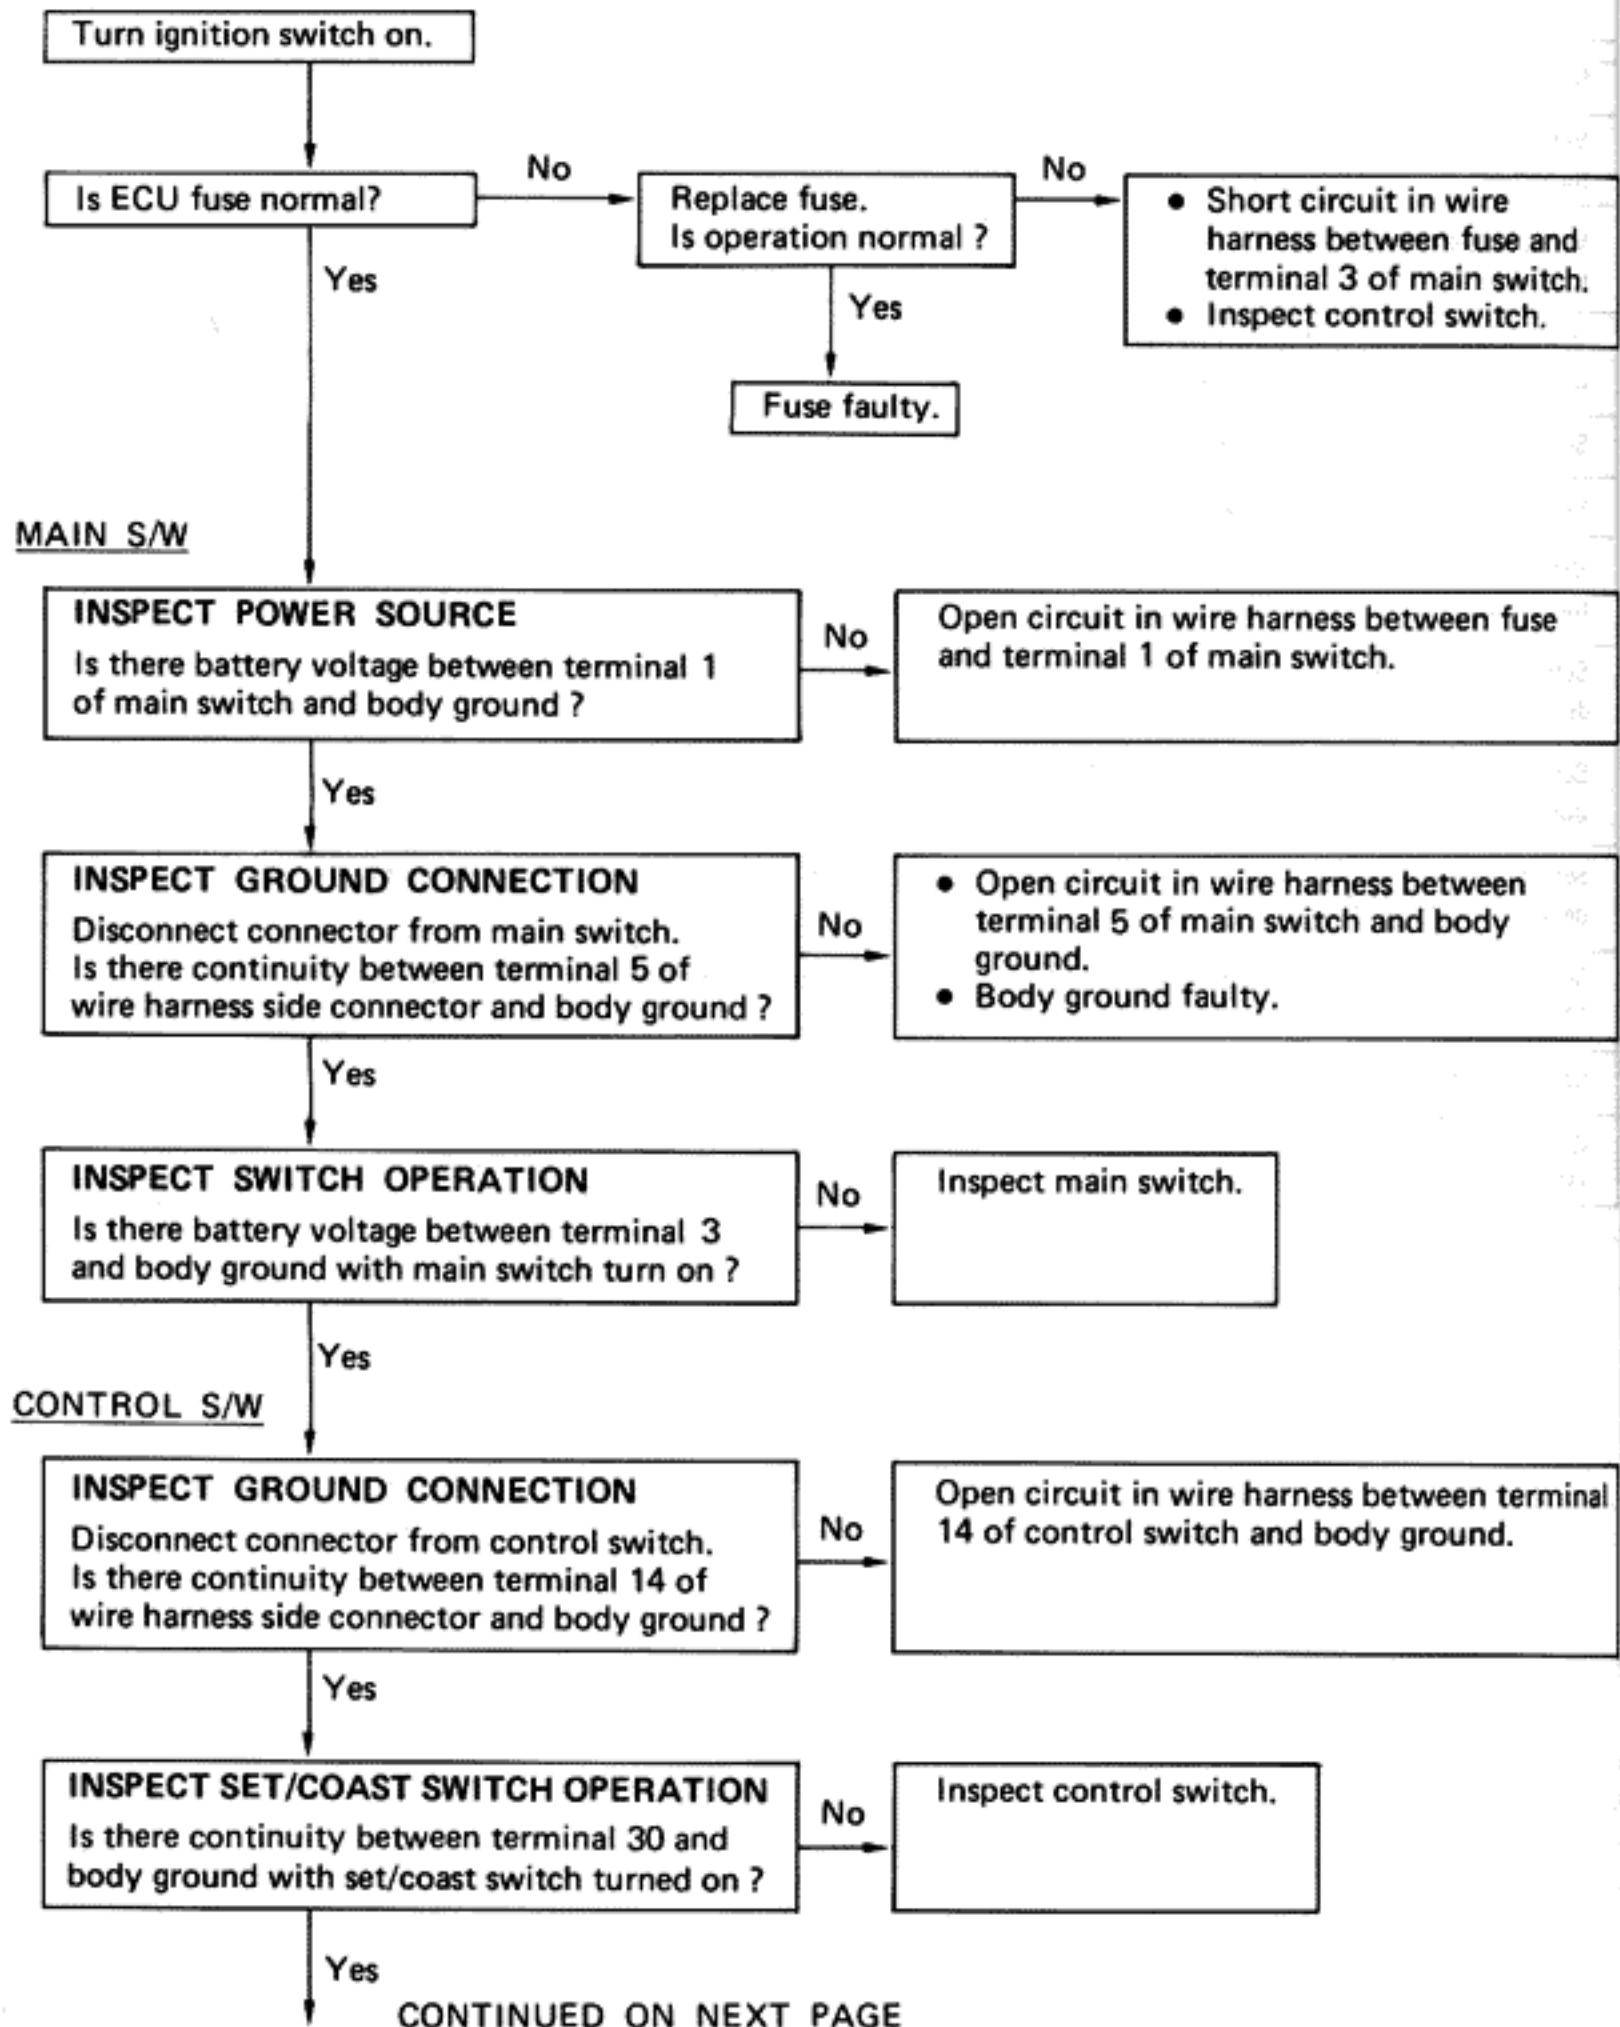 Turn ignition switch on.
Is ECU fuse normal?
No
Replace fuse.
Is operation normal ?
No
● Short circuit in wire
harness between fuse and
terminal 3 of main switch.
● Inspect control switch.
Yes
Yes
Fuse faulty.
MAIN S/W
INSPECT POWER SOURCE
Is there battery voltage between terminal 1
of main switch and body ground ?
No
Open circuit in wire harness between fuse
and terminal 1 of main switch.
Yes
INSPECT GROUND CONNECTION
Disconnect connector from main switch.
Is there continuity between terminal 5 of
wire harness side connector and body ground ?
No
● Open circuit in wire harness between
terminal 5 of main switch and body
ground.
● Body ground faulty.
Yes
INSPECT SWITCH OPERATION
Is there battery voltage between terminal 3
and body ground with main switch turn on ?
No
Inspect main switch.
Yes
CONTROL S/W
INSPECT GROUND CONNECTION
Disconnect connector from control switch.
Is there continuity between terminal 14 of
wire harness side connector and body ground ?
No
Open circuit in wire harness between terminal
14 of control switch and body ground.
Yes
INSPECT SET/COAST SWITCH OPERATION
Is there continuity between terminal 30 and
body ground with set/coast switch turned on ?
No
Inspect control switch.
Yes
CONTINUED ON NEXT PAGE